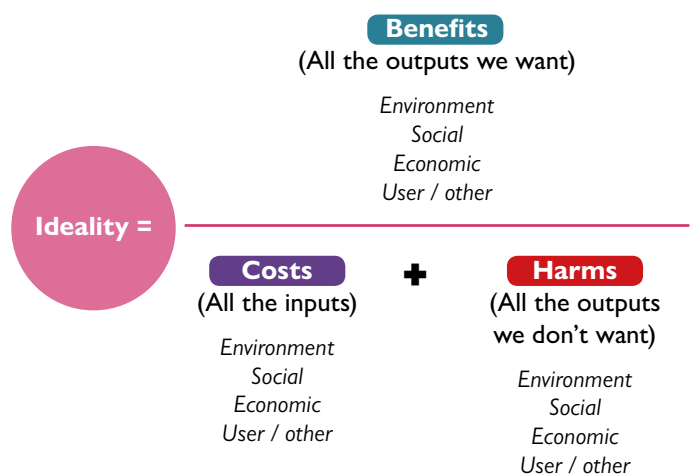 Benefits
(All the outputs we want)
Environment
Social
Economic
User / other
Ideality =
Costs
(All the inputs)
Environment
Social
Economic
User / other
+
Harms
(All the outputs
we don’t want)
Environment
Social
Economic
User / other